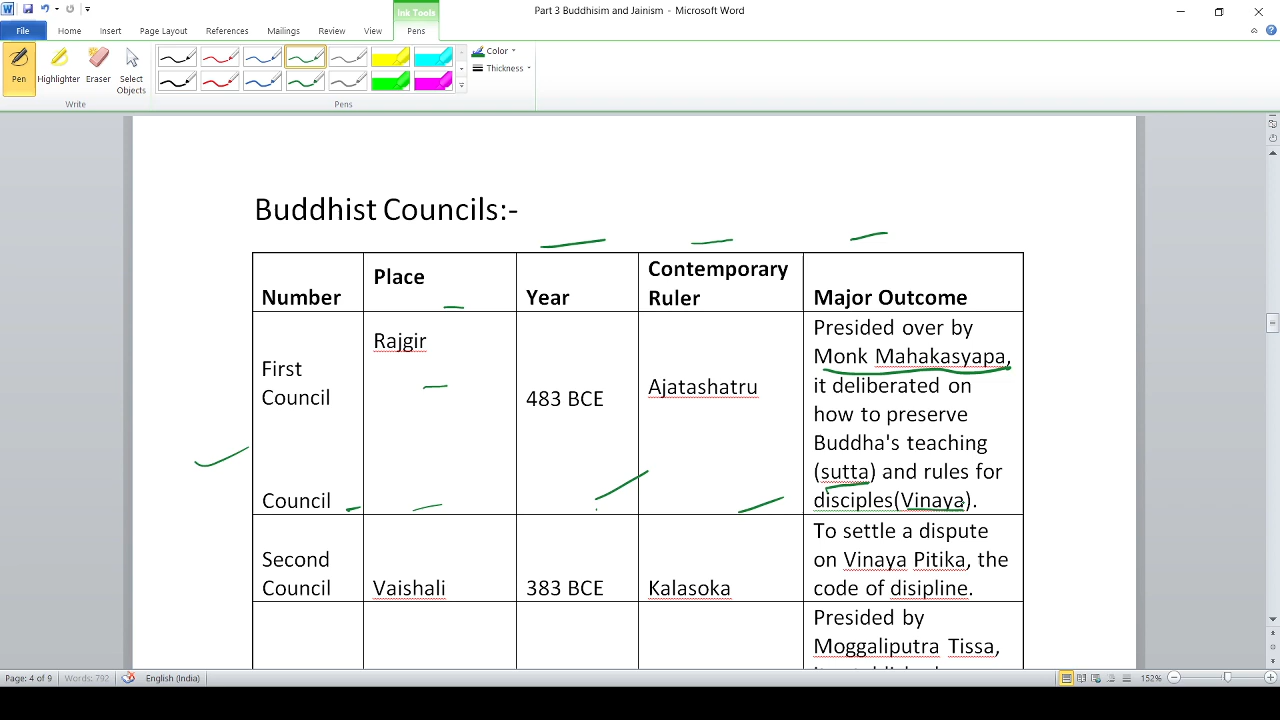 Part 3 Buddhisim and Jainism - Microsoft Word
Ink Tools
File Home Insert Page Layout References Mailings Review View Pens
Pen Highlighter Eraser Select Objects
Color
Thickness
Write Pens
Buddhist Councils:-
Number Place Year Contemporary Ruler Major Outcome
First Council
Council
Rajgir
483 BCE
Ajatashatru
Presided over by
Monk Mahakasyapa,
it deliberated on
how to preserve
Buddha's teaching
(sutta) and rules for
disciples(Vinaya).
Second Council
Vaishali
383 BCE
Kalasoka
To settle a dispute
on Vinaya Pitika, the
code of disipline.
Presided by
Moggaliputra Tissa,
Page: 4 of 9 Words: 792 English (India) 152%